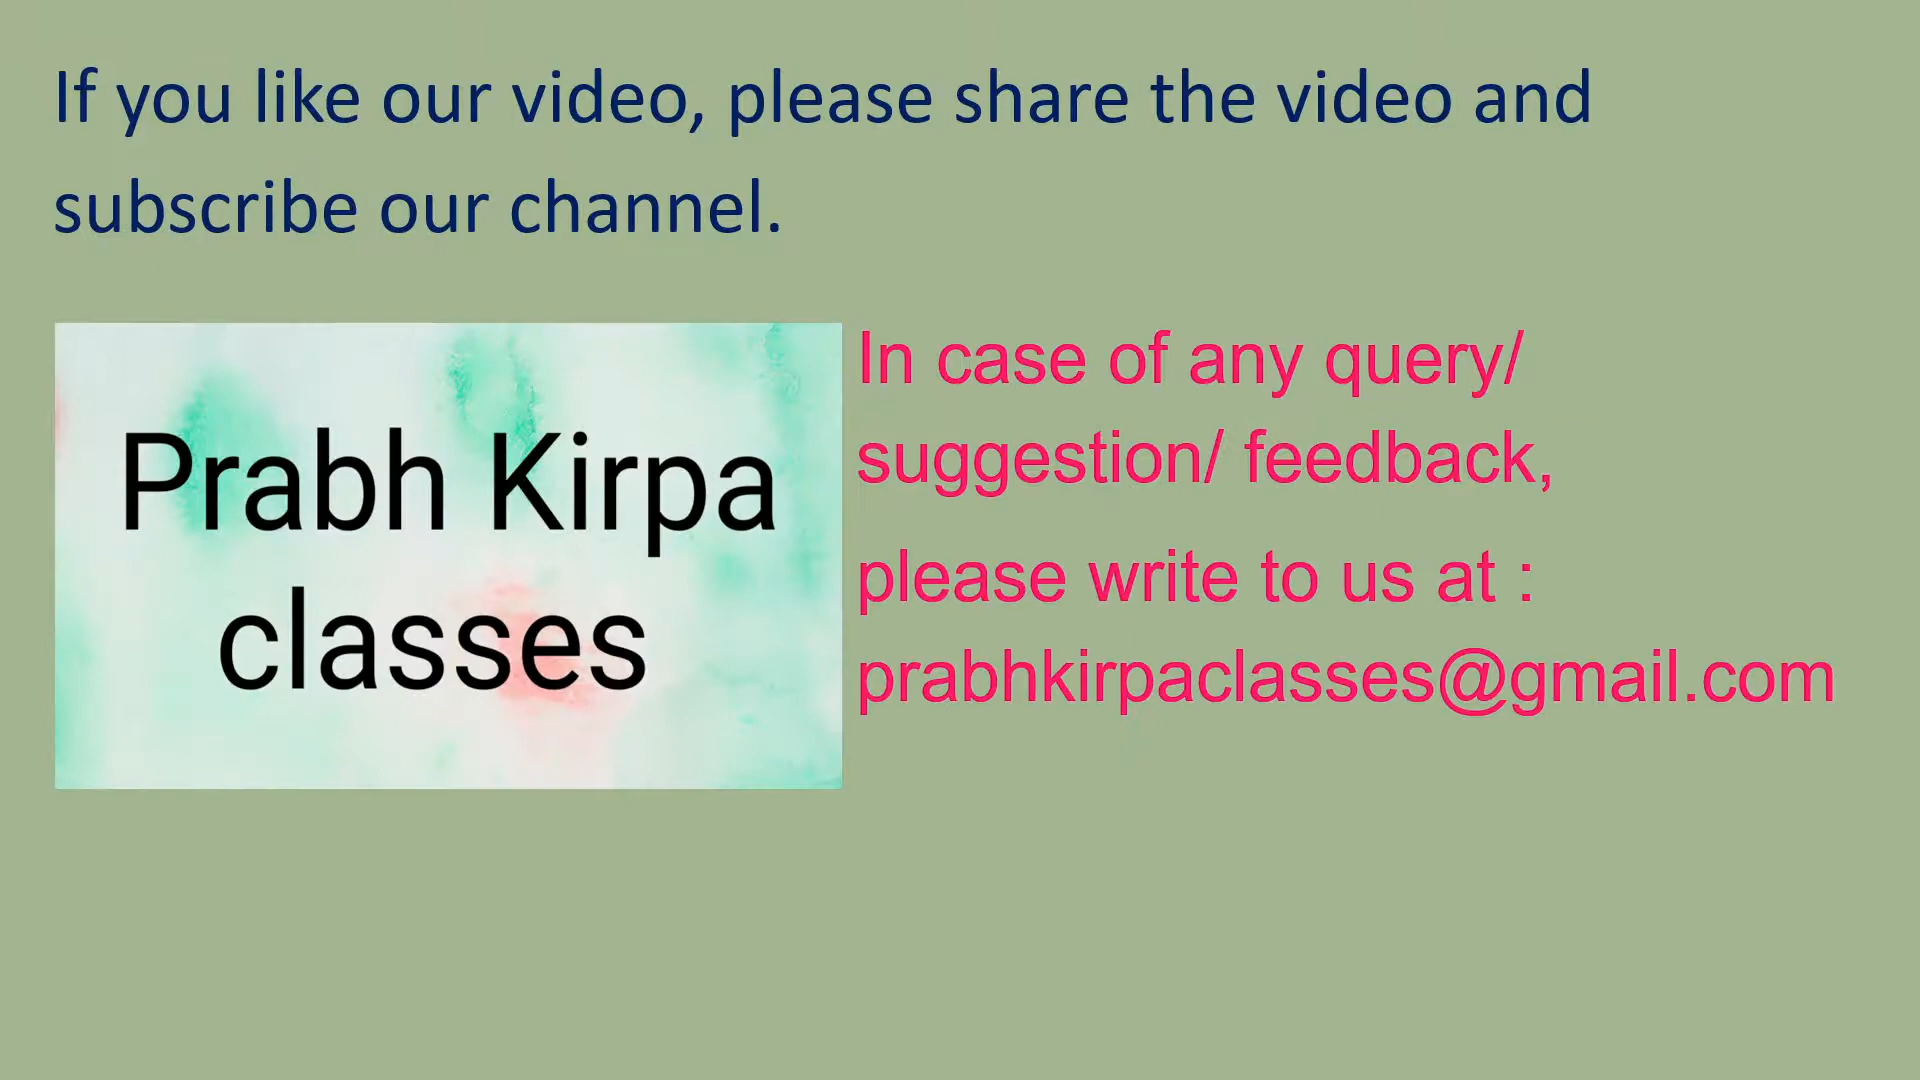 If you like our video, please share the video and
subscribe our channel.
Prabh Kirpa
classes
In case of any query/
suggestion/ feedback,
please write to us at :
prabhkirpaclasses@gmail.com